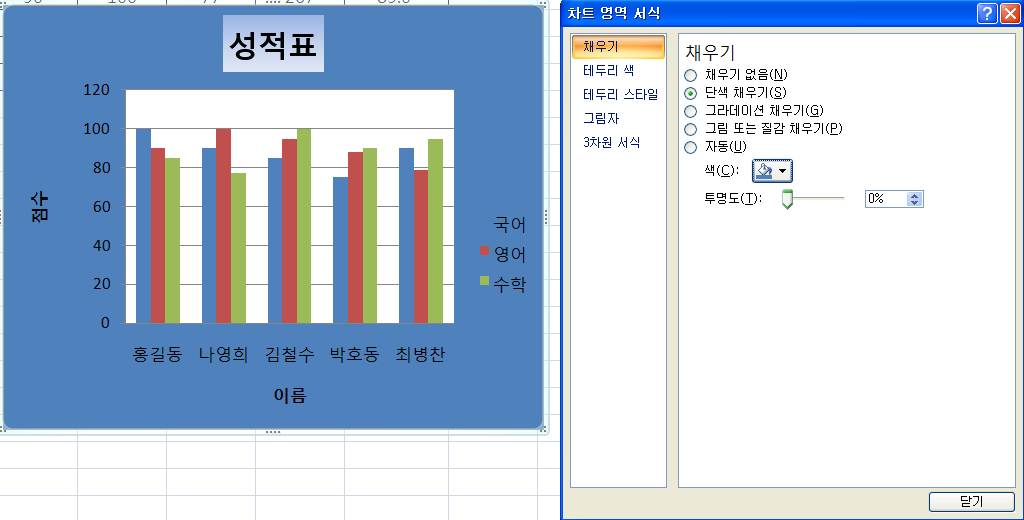 성적표
120
100
80
60
40
20
0
점수
홍길동 나영희 김철수 박호동 최병찬
이름
국어
영어
수학
차트 영역 서식
채우기
테두리 색
테두리 스타일
그림자
3차원 서식
채우기
채우기 없음(N)
단색 채우기(S)
그라데이션 채우기(G)
그림 또는 질감 채우기(P)
자동(U)
색(C):
투명도(T): 0%
닫기